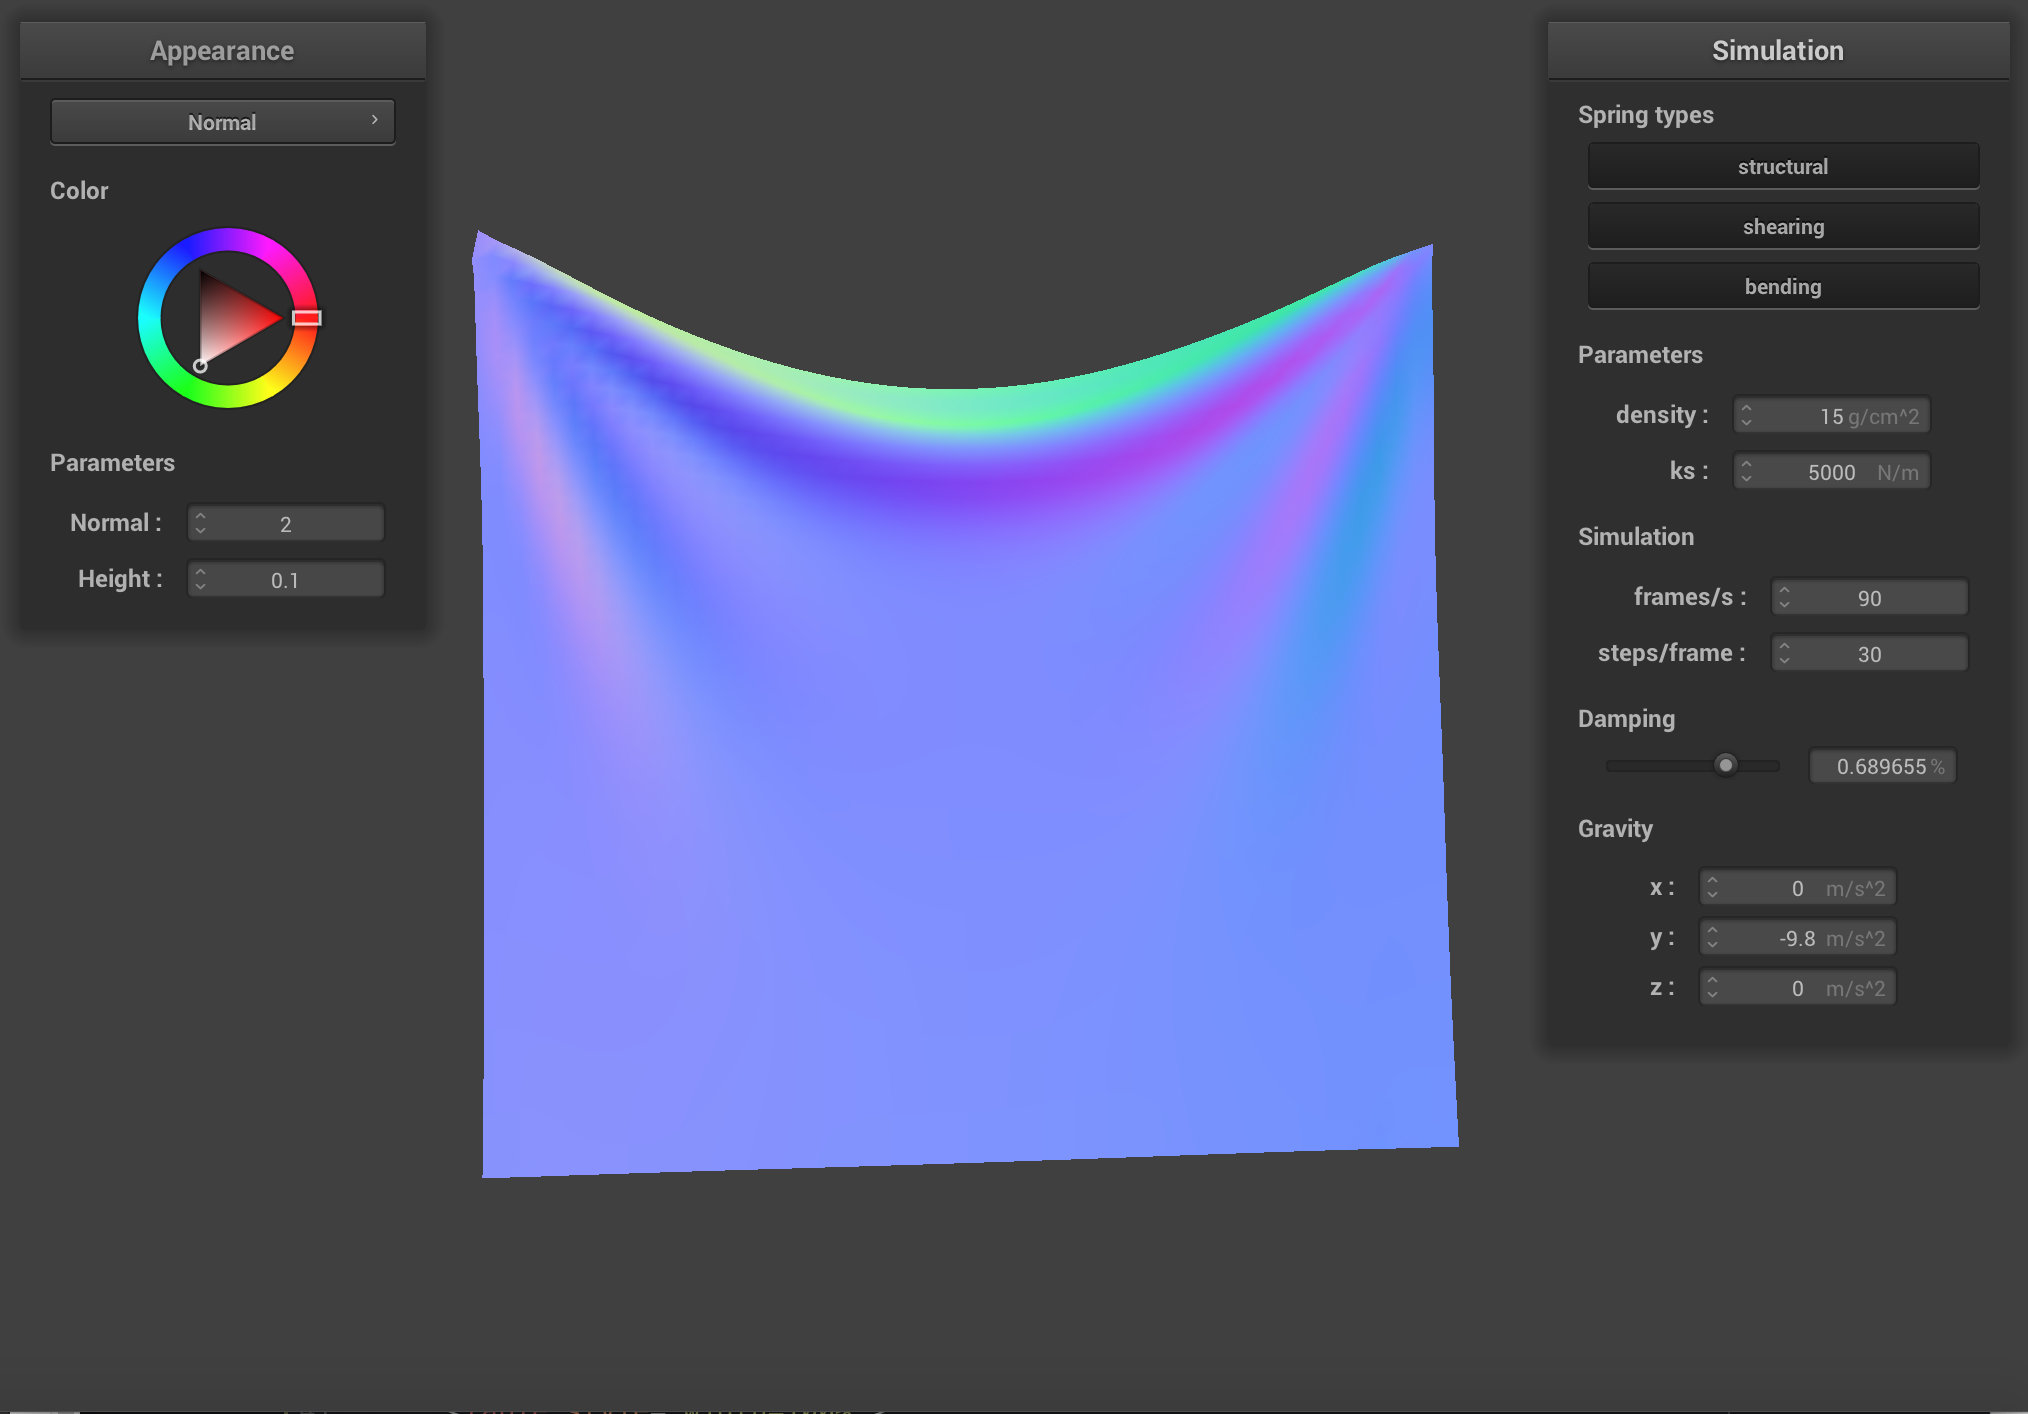 Appearance
Normal
Color
Parameters
Normal :
2
Height :
0.1
Simulation
Spring types
structural
shearing
bending
Parameters
density :
15 g/cm^2
ks :
5000 N/m
Simulation
frames/s :
90
steps/frame :
30
Damping
0.689655 %
Gravity
x :
0 m/s^2
y :
-9.8 m/s^2
z :
0 m/s^2